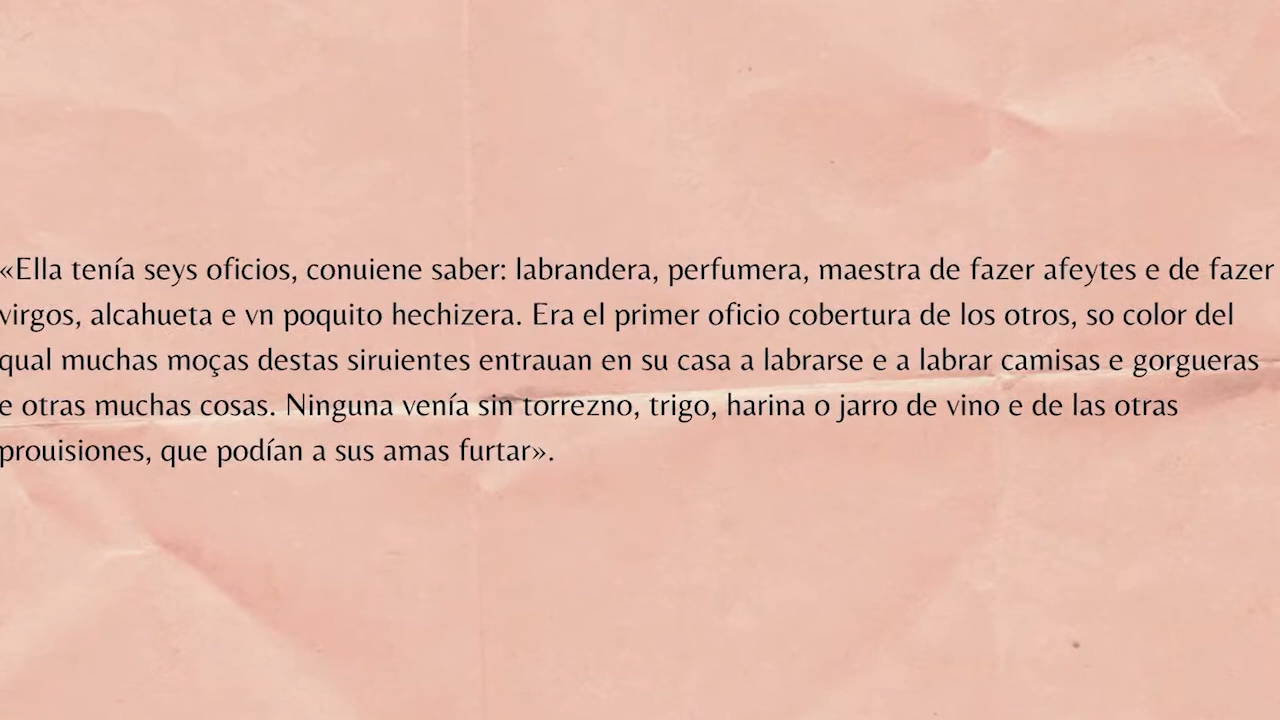 «Ella tenía seys oficios, conuiene saber: labrandera, perfumera, maestra de fazer afeytes e de fazer
virgos, alcahueta e vn poquito hechizera. Era el primer oficio cobertura de los otros, so color del
qual muchas moças destas siruientes entrauan en su casa a labrarse e a labrar camisas e gorgueras
e otras muchas cosas. Ninguna venía sin torrezno, trigo, harina o jarro de vino e de las otras
prouisiones, que podían a sus amas furtar».